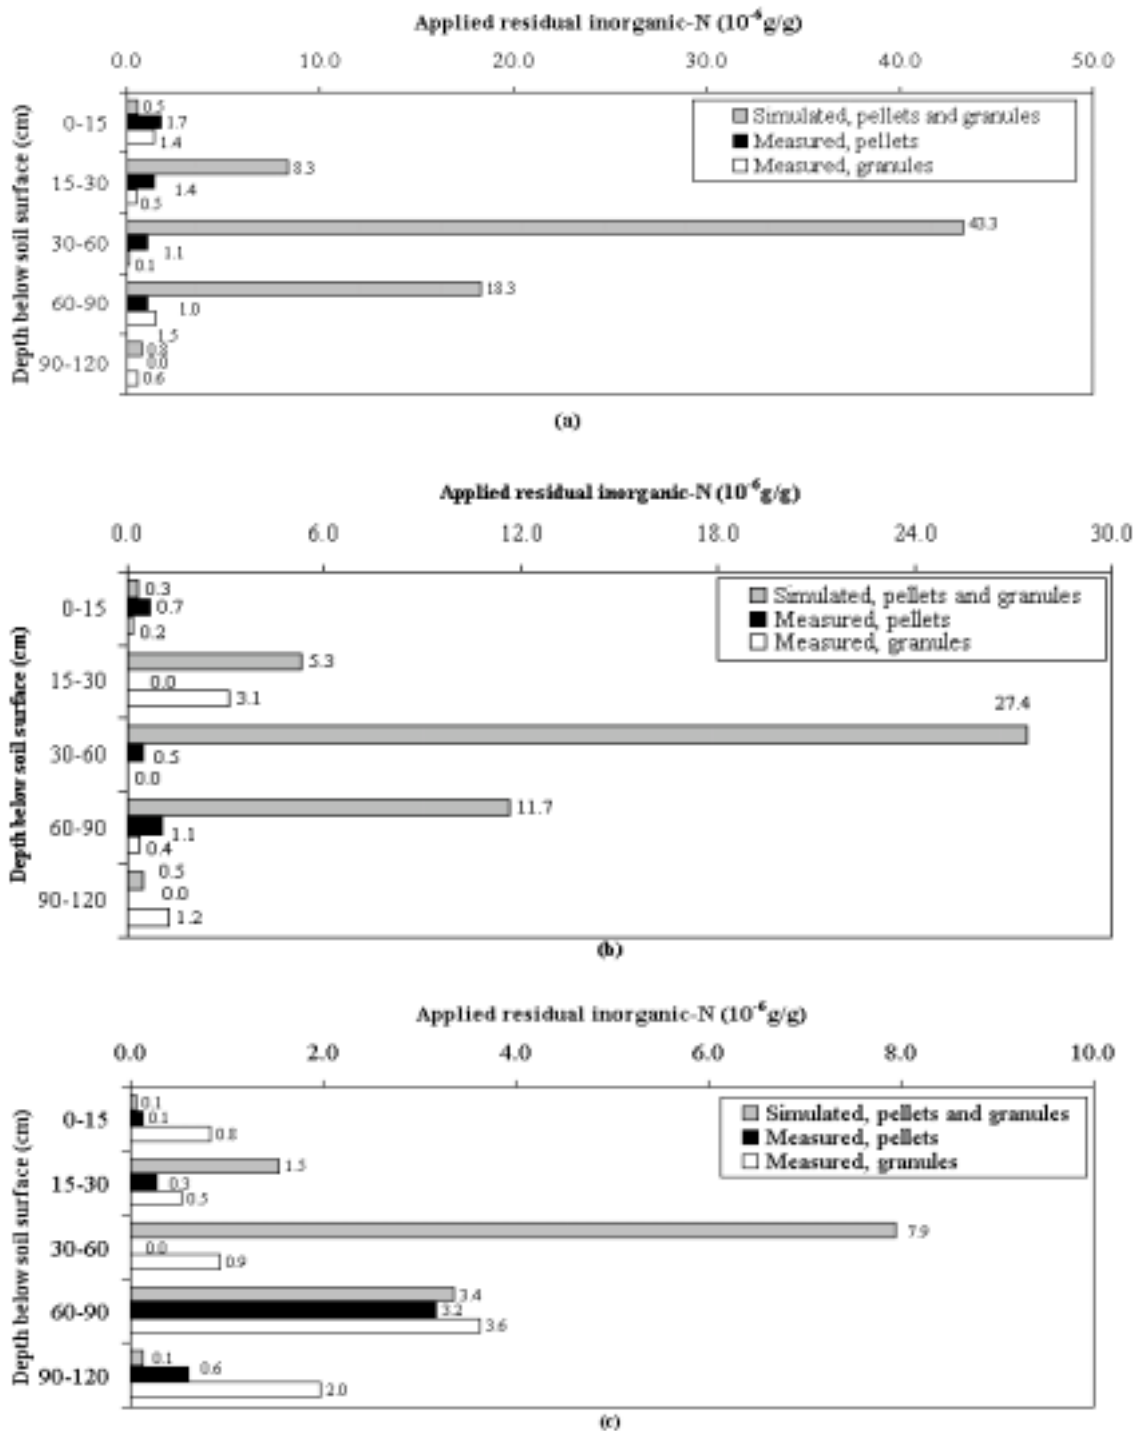 Applied residual inorganic-N (10⁻⁶g/g)
0.0 10.0 20.0 30.0 40.0 50.0
Depth below soil surface (cm)
Simulated, pellets and granules
Measured, pellets
Measured, granules
0-15
0.5
1.7
1.4
15-30
8.3
1.4
0.5
30-60
43.3
1.1
0.1
60-90
18.3
1.0
1.5
90-120
0.8
0.0
0.6
(a)
Applied residual inorganic-N (10⁻⁶g/g)
0.0 6.0 12.0 18.0 24.0 30.0
Depth below soil surface (cm)
Simulated, pellets and granules
Measured, pellets
Measured, granules
0-15
0.3
0.7
0.2
15-30
5.3
0.0
3.1
30-60
27.4
0.5
0.0
60-90
11.7
1.1
0.4
90-120
0.5
0.0
1.2
(b)
Applied residual inorganic-N (10⁻⁶g/g)
0.0 2.0 4.0 6.0 8.0 10.0
Depth below soil surface (cm)
Simulated, pellets and granules
Measured, pellets
Measured, granules
0-15
0.1
0.1
0.8
15-30
1.5
0.3
0.5
30-60
7.9
0.0
0.9
60-90
3.4
3.2
3.6
90-120
0.1
0.6
2.0
(c)